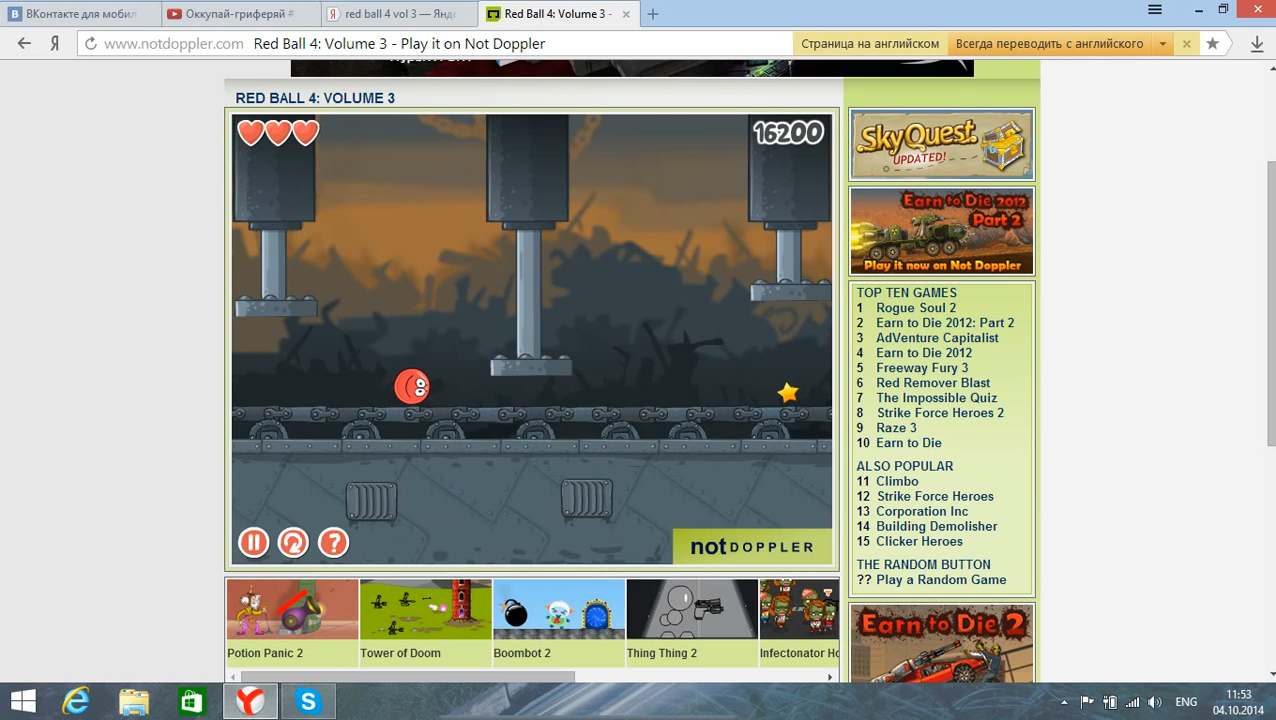 ВКонтакте для мобил
Оккупай-гриферяй #
red ball 4 vol 3 — Янде
Red Ball 4: Volume 3 -
www.notdoppler.com Red Ball 4: Volume 3 - Play it on Not Doppler
Страница на английском
Всегда переводить с английского
RED BALL 4: VOLUME 3
16200
SkyQuest
UPDATED!
Earn to Die 2012
Part 2
Play it now on Not Doppler
TOP TEN GAMES
1 Rogue Soul 2
2 Earn to Die 2012: Part 2
3 AdVenture Capitalist
4 Earn to Die 2012
5 Freeway Fury 3
6 Red Remover Blast
7 The Impossible Quiz
8 Strike Force Heroes 2
9 Raze 3
10 Earn to Die
ALSO POPULAR
11 Climbo
12 Strike Force Heroes
13 Corporation Inc
14 Building Demolisher
15 Clicker Heroes
THE RANDOM BUTTON
?? Play a Random Game
notDOPPLER
Potion Panic 2
Tower of Doom
Boombot 2
Thing Thing 2
Infectonator Ho
Earn to Die 2
ENG
11:53
04.10.2014